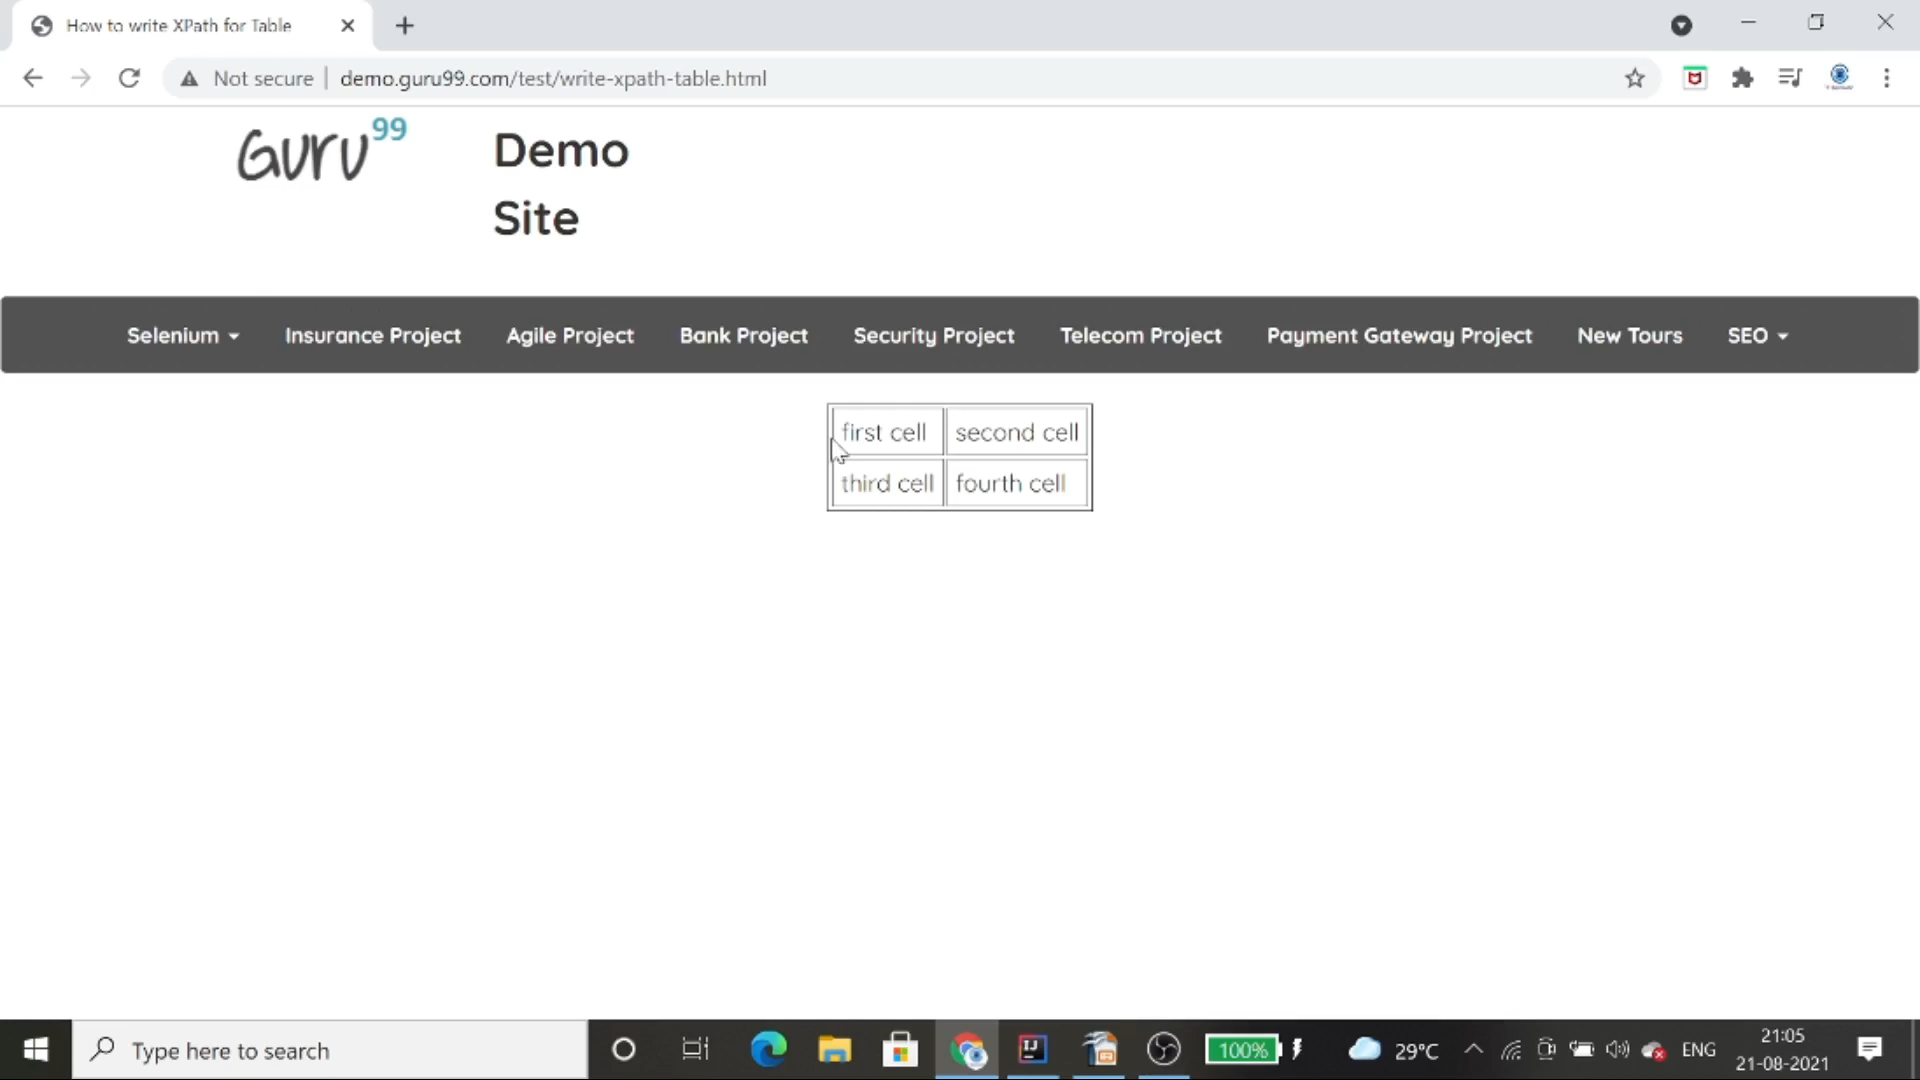 How to write XPath for Table
Not secure | demo.guru99.com/test/write-xpath-table.html
Guru99
Demo
Site
Selenium Insurance Project Agile Project Bank Project Security Project Telecom Project Payment Gateway Project New Tours SEO
first cell second cell
third cell fourth cell
Type here to search 100% 29°C ENG 21:05
21-08-2021